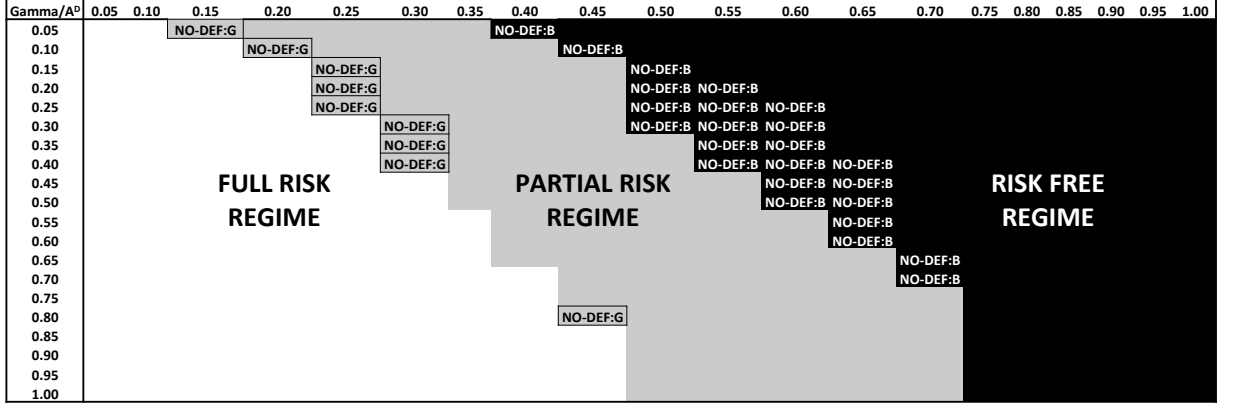 Gamma/Aᴰ 0.05 0.10 0.15 0.20 0.25 0.30 0.35 0.40 0.45 0.50 0.55 0.60 0.65 0.70 0.75 0.80 0.85 0.90 0.95 1.00
0.05 NO-DEF:G NO-DEF:B
0.10 NO-DEF:G NO-DEF:B
0.15 NO-DEF:G NO-DEF:B
0.20 NO-DEF:G NO-DEF:B NO-DEF:B
0.25 NO-DEF:G NO-DEF:B NO-DEF:B NO-DEF:B
0.30 NO-DEF:G NO-DEF:B NO-DEF:B NO-DEF:B
0.35 NO-DEF:G NO-DEF:B NO-DEF:B
0.40 NO-DEF:G NO-DEF:B NO-DEF:B NO-DEF:B
0.45 NO-DEF:B NO-DEF:B
FULL RISK PARTIAL RISK RISK FREE
0.50 NO-DEF:B NO-DEF:B
0.55 NO-DEF:B
REGIME REGIME REGIME
0.60 NO-DEF:B
0.65 NO-DEF:B
0.70 NO-DEF:B
0.75
0.80 NO-DEF:G
0.85
0.90
0.95
1.00